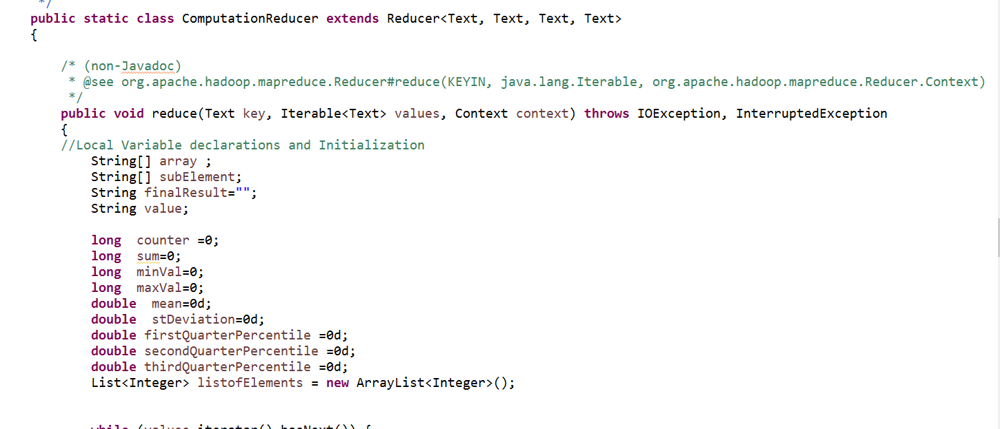 */
public static class ComputationReducer extends Reducer<Text, Text, Text, Text>
{
/* (non-Javadoc)
* @see org.apache.hadoop.mapreduce.Reducer#reduce(KEYIN, java.lang.Iterable, org.apache.hadoop.mapreduce.Reducer.Context)
*/
public void reduce(Text key, Iterable<Text> values, Context context) throws IOException, InterruptedException
{
//Local Variable declarations and Initialization
String[] array ;
String[] subElement;
String finalResult="";
String value;
long  counter =0;
long  sum=0;
long  minVal=0;
long  maxVal=0;
double  mean=0d;
double  stDeviation=0d;
double firstQuarterPercentile =0d;
double secondQuarterPercentile =0d;
double thirdQuarterPercentile =0d;
List<Integer> listofElements = new ArrayList<Integer>();
while (values.iterator().hasNext()) {